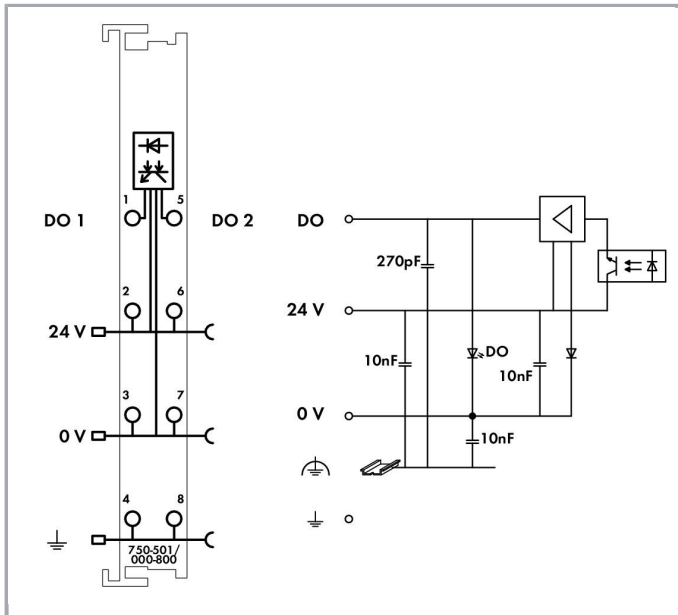 1
5
DO 1
DO 2
2
6
24 V
3
7
0 V
4
8
750-501/
000-800
DO
270pF
24 V
10nF
DO
10nF
0 V
10nF